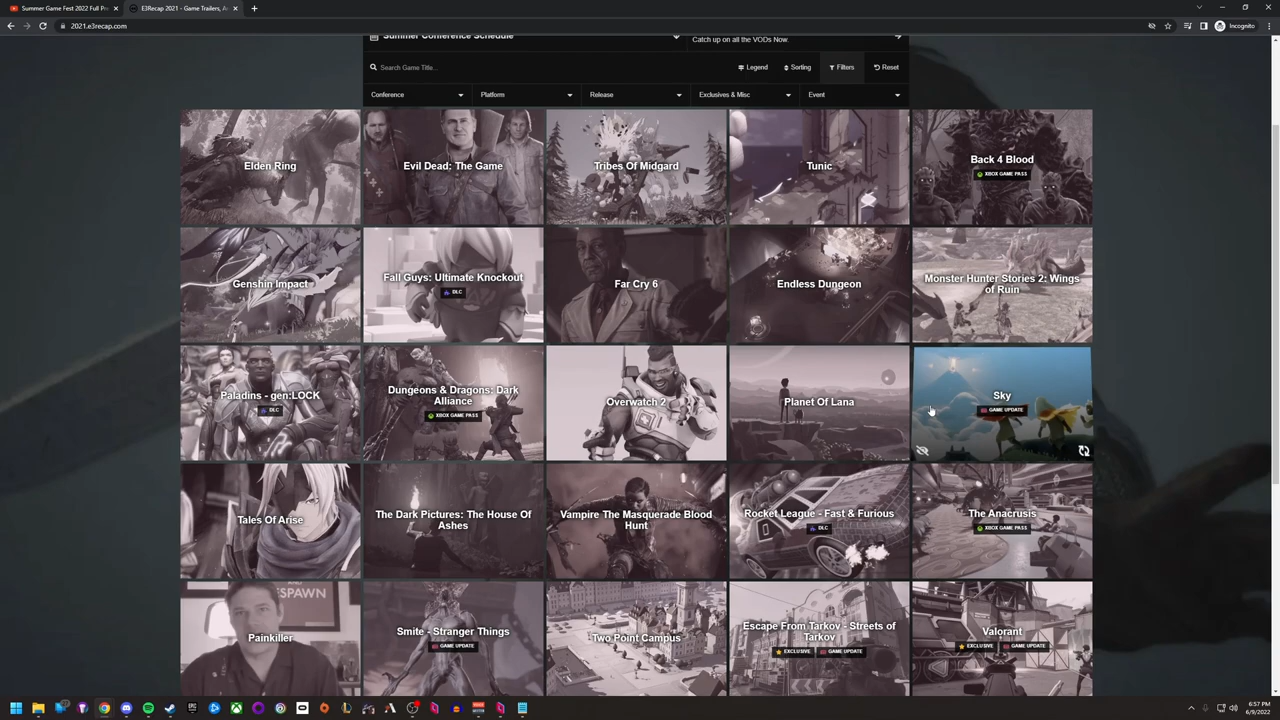 Summer Game Fest 2022 Full Pr
E3Recap 2021 - Game Trailers, A
2021.e3recap.com
Incognito
Summer Conference Schedule
Catch up on all the VODs Now.
Search Game Title...
Legend
Sorting
Filters
Reset
Conference
Platform
Release
Exclusives & Misc
Event
Elden Ring
Evil Dead: The Game
Tribes Of Midgard
Tunic
Back 4 Blood
XBOX GAME PASS
Genshin Impact
Fall Guys: Ultimate Knockout
DLC
Far Cry 6
Endless Dungeon
Monster Hunter Stories 2: Wings
of Ruin
Paladins - gen:LOCK
DLC
Dungeons & Dragons: Dark
Alliance
XBOX GAME PASS
Overwatch 2
Planet Of Lana
Sky
GAME UPDATE
Tales Of Arise
The Dark Pictures: The House Of
Ashes
Vampire The Masquerade Blood
Hunt
Rocket League - Fast & Furious
DLC
The Anacrusis
XBOX GAME PASS
AND
ESPAWN
Painkiller
Smite - Stranger Things
GAME UPDATE
Two Point Campus
Escape From Tarkov - Streets of
Tarkov
EXCLUSIVE
GAME UPDATE
Valorant
EXCLUSIVE
GAME UPDATE
6:57 PM
6/9/2022